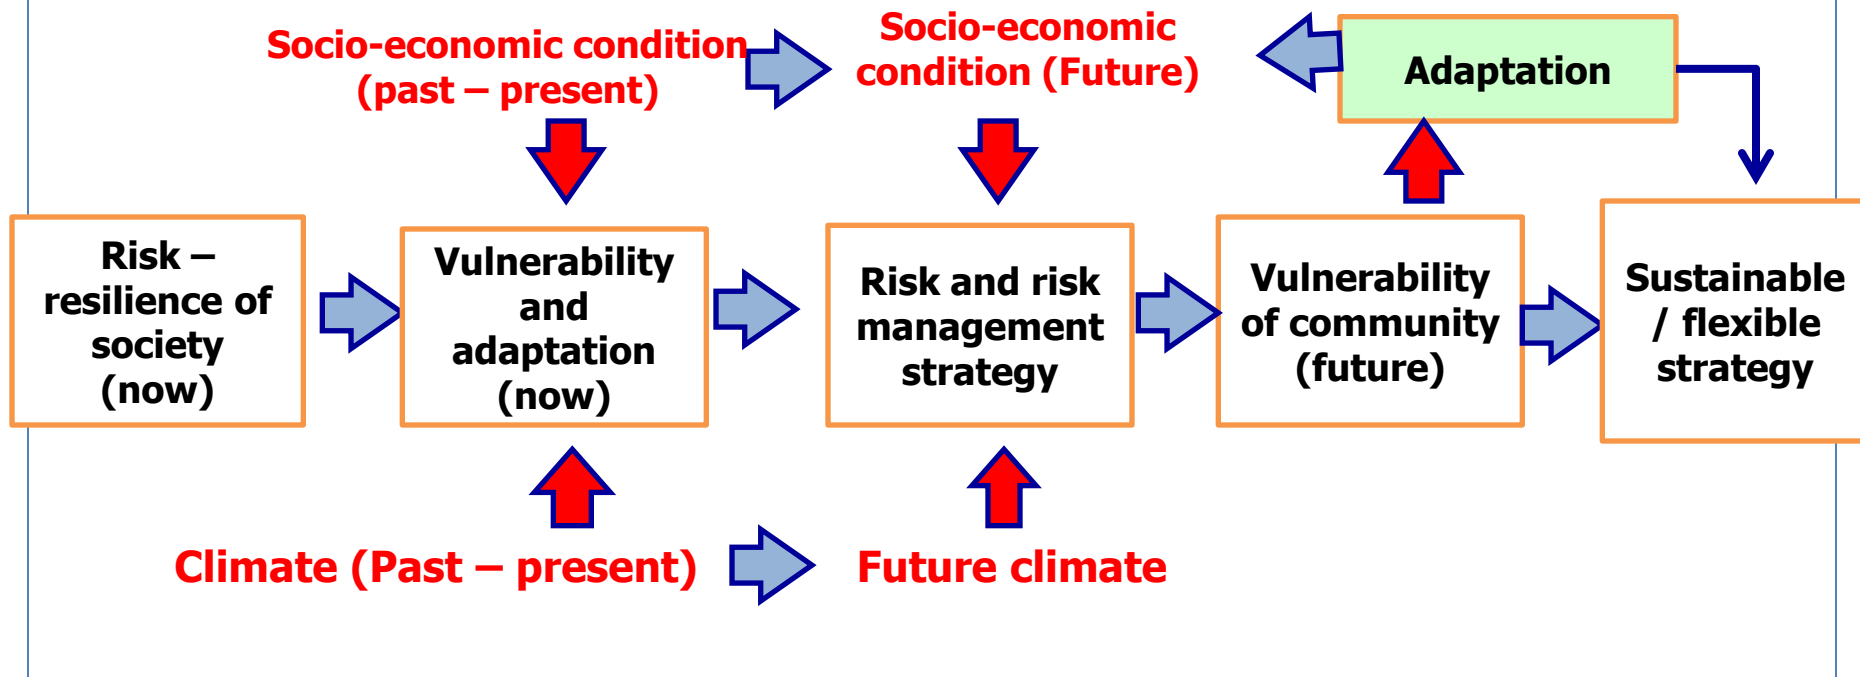 Socio-economic condition
(past – present)
Socio-economic
condition (Future)
Adaptation
Risk –
resilience of
society
(now)
Vulnerability
and
adaptation
(now)
Risk and risk
management
strategy
Vulnerability
of community
(future)
Sustainable
/ flexible
strategy
Climate (Past – present)
Future climate